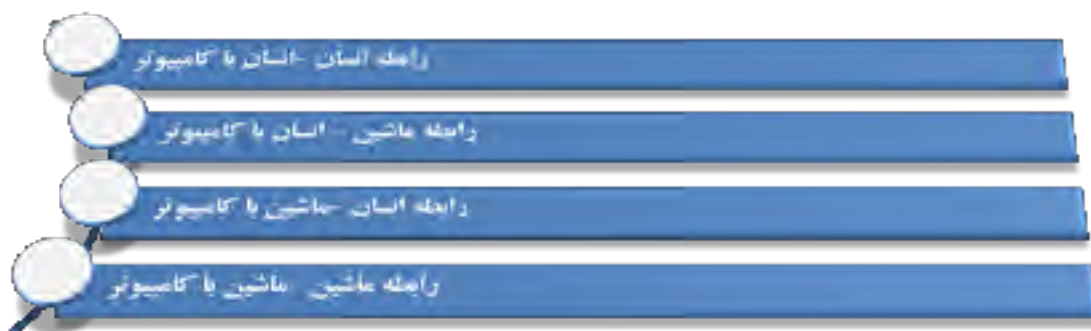 رابطه انسان -انسان با کامپیوتر
رابطه ماشین - انسان با کامپیوتر
رابطه انسان -ماشین با کامپیوتر
رابطه ماشین - ماشین با کامپیوتر